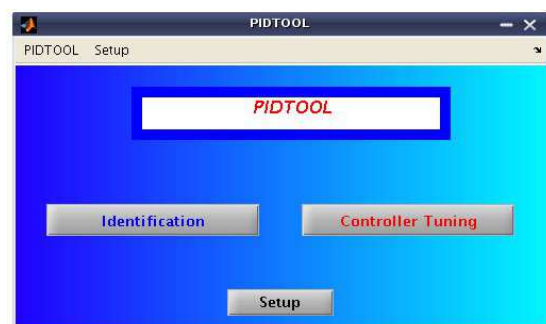 PIDTOOL
PIDTOOL Setup
PIDTOOL
Identification Controller Tuning
Setup